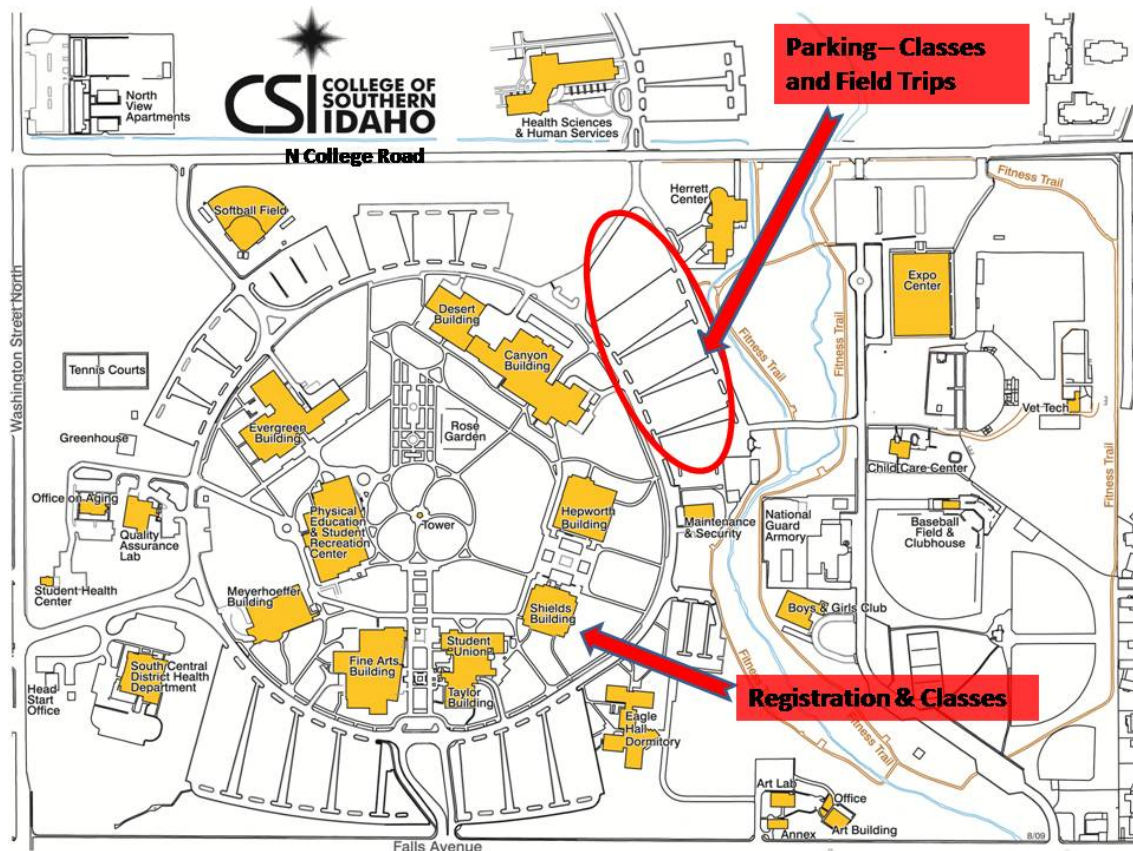 Parking– Classes
and Field Trips
North
View
Apartments
CSI
COLLEGE OF
SOUTHERN
IDAHO
Health Sciences
& Human Services
N College Road
Fitness Trail
Softball Field
Herrett
Center
Washington Street North
Expo
Center
Desert
Building
Canyon
Building
Fitness Trail
Fitness Trail
Tennis Courts
Evergreen
Building
Rose
Garden
Vet Tech
Greenhouse
Child Care Center
Fitness Trail
Office on Aging
Quality
Assurance
Lab
Physical
Education
& Student
Recreation
Center
Tower
Hepworth
Building
Maintenance
& Security
National
Guard
Armory
Baseball
Field &
Clubhouse
Student Health
Center
Meyerhoeffer
Building
Shields
Building
Boys & Girls Club
South Central
District Health
Department
Fine Arts
Building
Student
Union
Taylor
Building
Head
Start
Office
Registration & Classes
Eagle
Hall
Dormitory
Fitness Trail
Art Lab
Office
Annex
Art Building
8/09
Falls Avenue